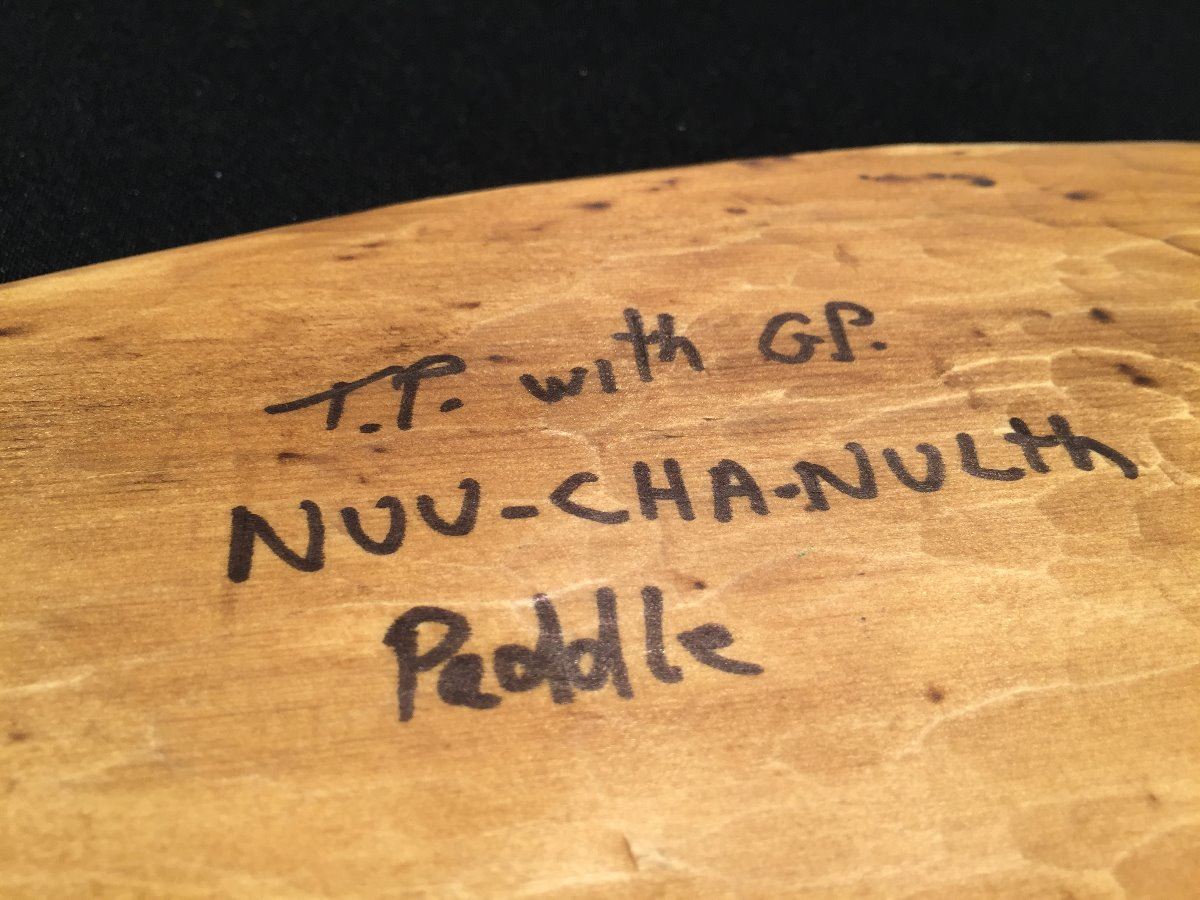 T.P. with GP.
NUU-CHA-NULth
Paddle